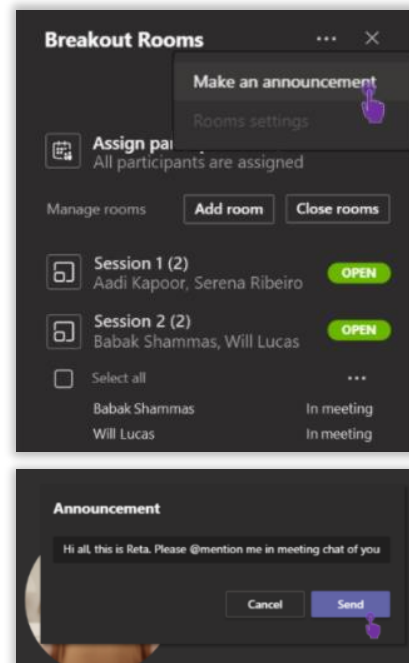 Breakout Rooms
Make an announcement
Rooms settings
Assign par
All participants are assigned
Manage rooms Add room Close rooms
Session 1 (2)
Aadi Kapoor, Serena Ribeiro OPEN
Session 2 (2)
Babak Shammas, Will Lucas OPEN
Select all
Babak Shammas In meeting
Will Lucas In meeting
Announcement
Hi all, this is Reta. Please @mention me in meeting chat of you
Cancel Send